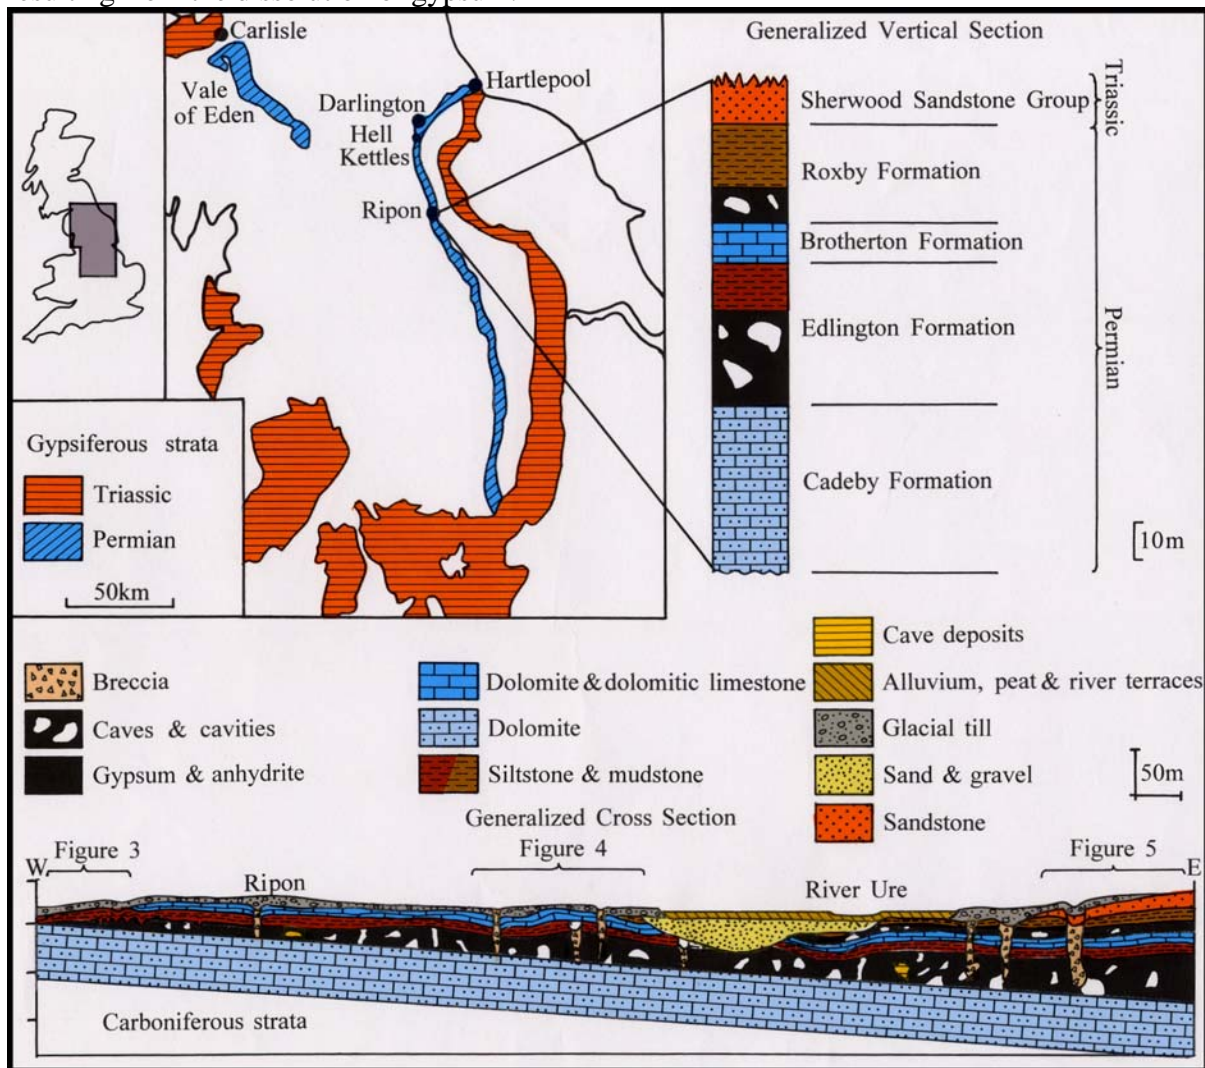 Carlisle
Vale
of Eden
Hartlepool
Darlington
Hell
Kettles
Ripon
Gypsiferous strata
Triassic
Permian
50km
Generalized Vertical Section
Sherwood Sandstone Group
Roxby Formation
Brotherton Formation
Edlington Formation
Cadeby Formation
Triassic
Permian
10m
Breccia
Caves & cavities
Gypsum & anhydrite
Dolomite & dolomitic limestone
Dolomite
Siltstone & mudstone
Cave deposits
Alluvium, peat & river terraces
Glacial till
Sand & gravel
Sandstone
50m
Generalized Cross Section
W
Figure 3
Ripon
Figure 4
River Ure
Figure 5
E
Carboniferous strata